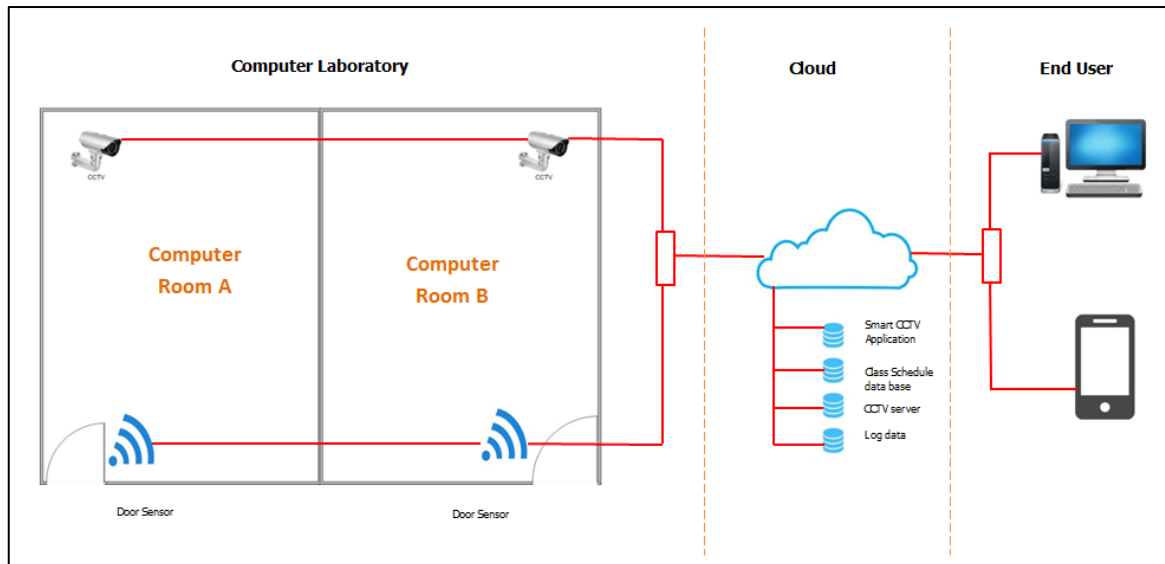 Computer Laboratory
Cloud
End User
CCTV
CCTV
Computer
Room A
Computer
Room B
Smart CCTV
Application
Class Schedule
data base
CCTV server
Log data
Door Sensor
Door Sensor